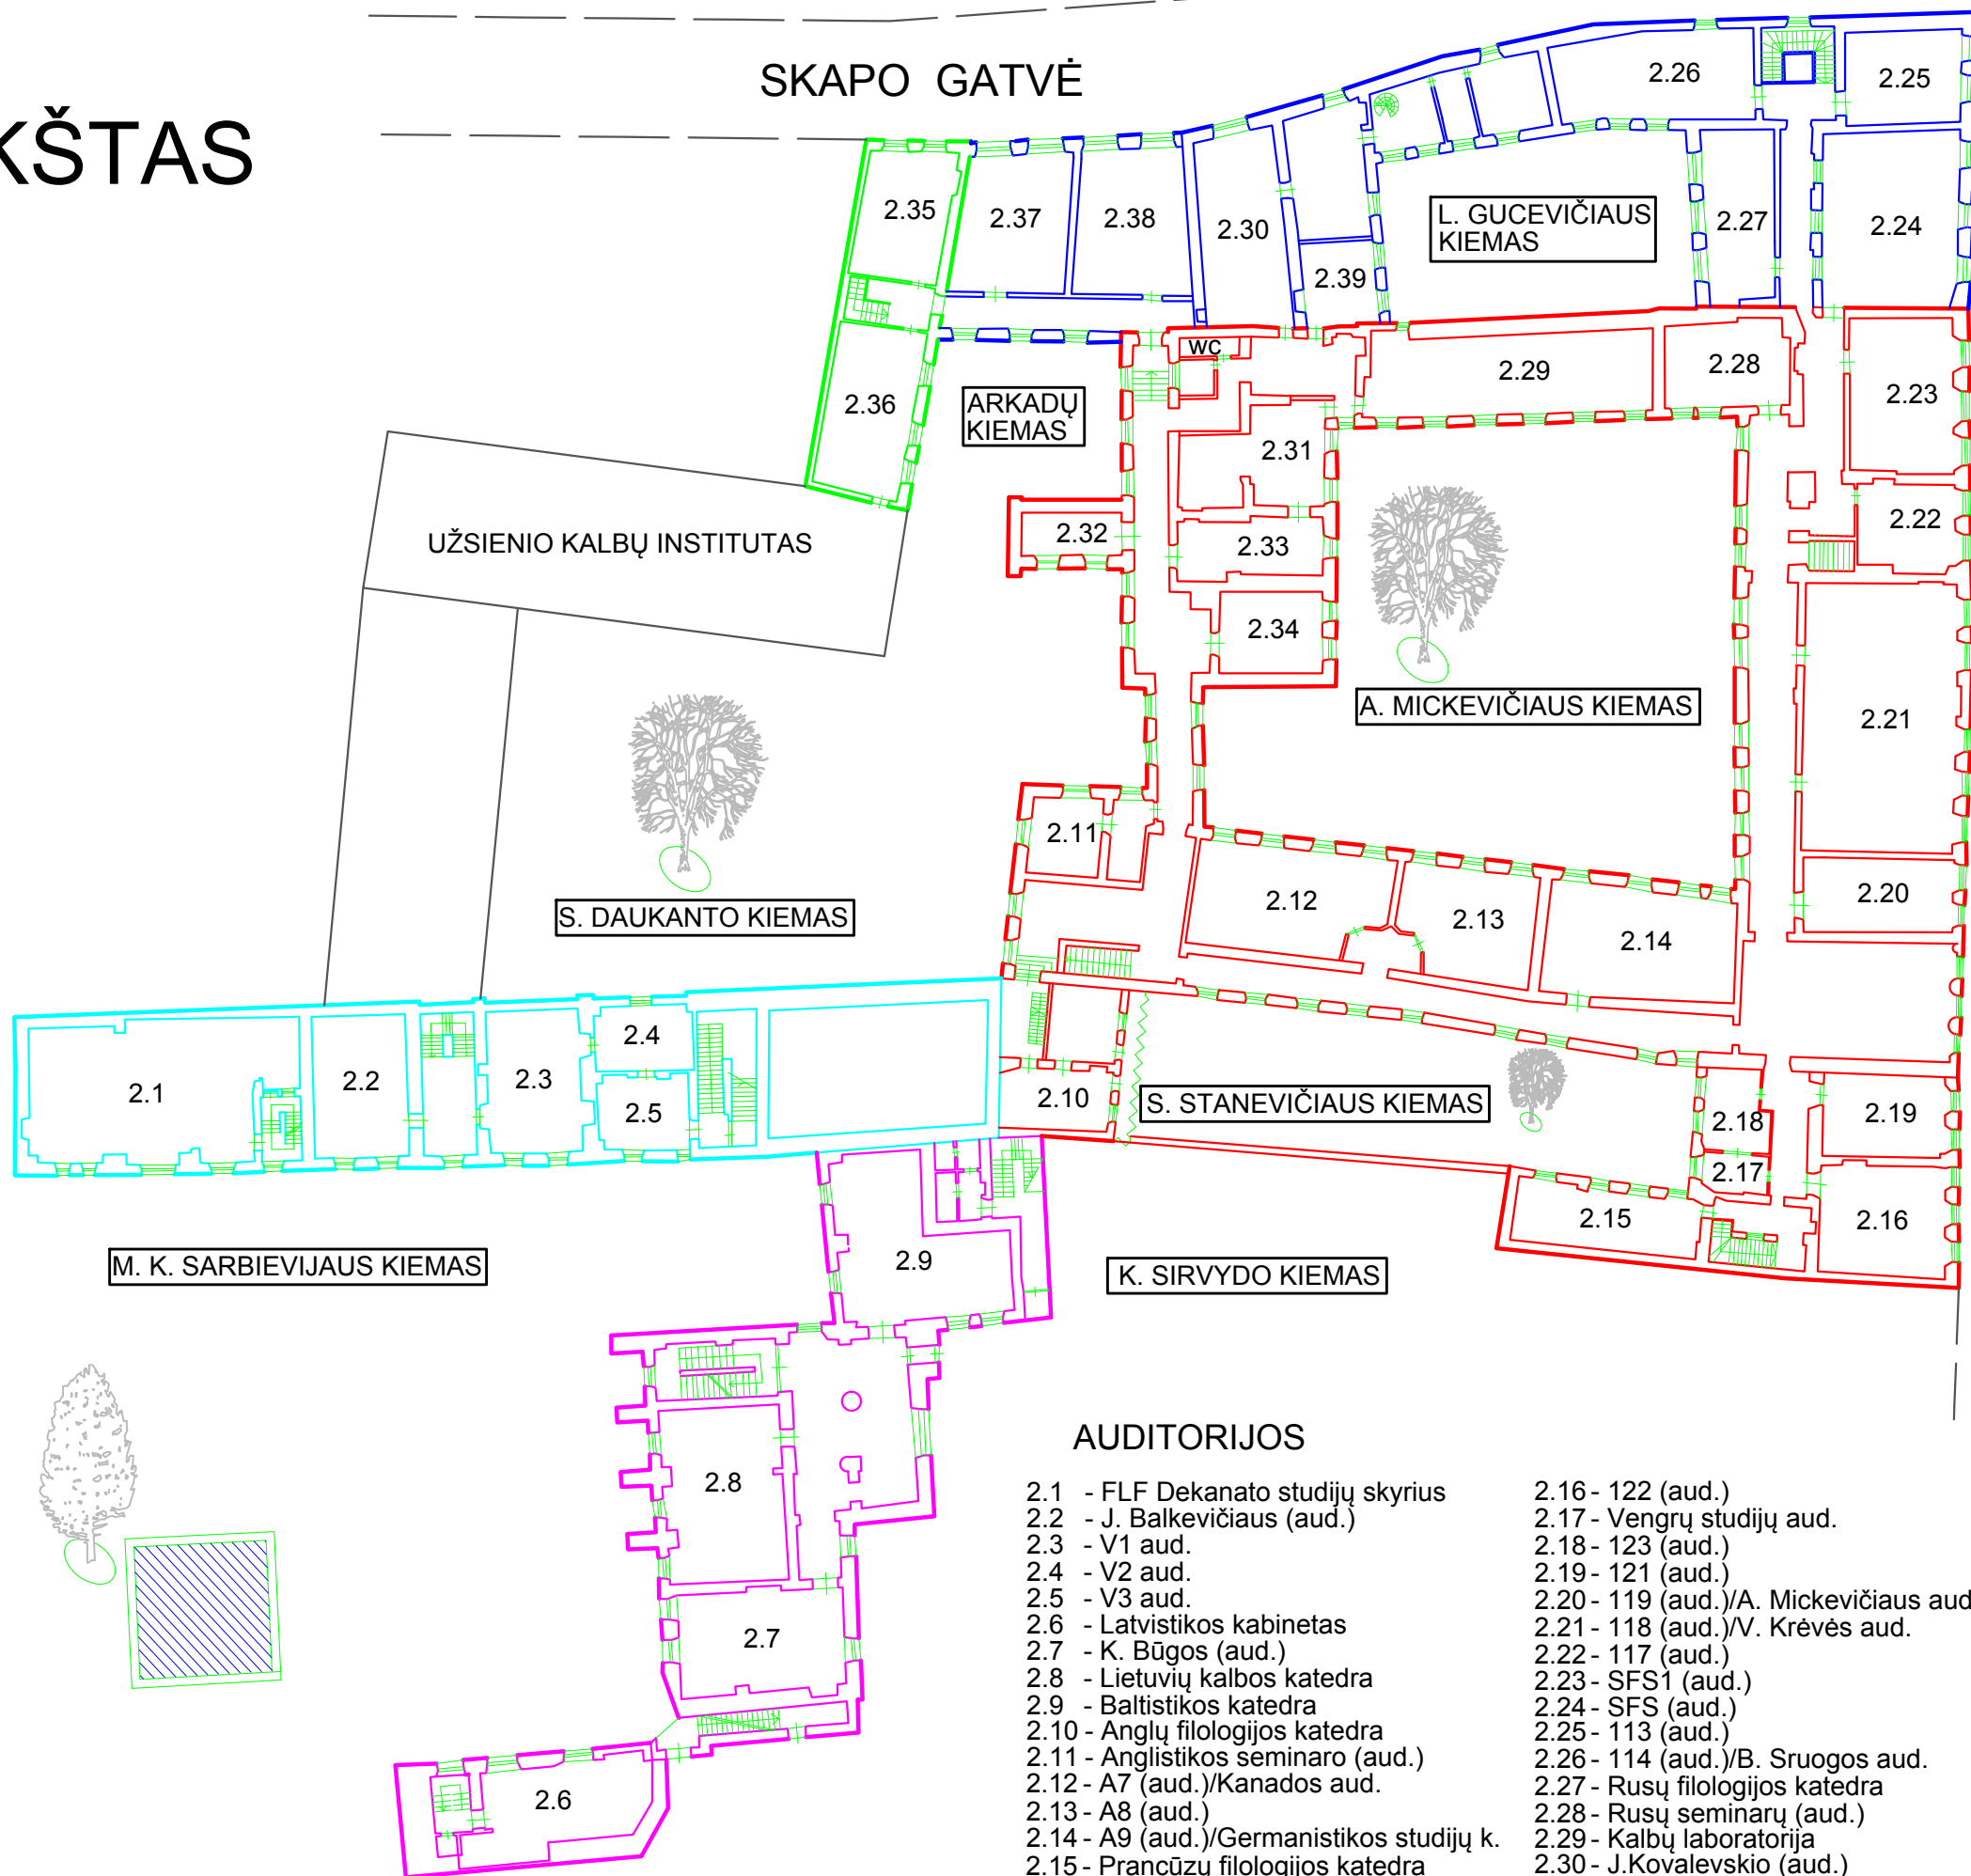 SKAPO GATVĖ
KŠTAS
2.26
2.25
2.35
2.37
2.38
2.30
2.39
L. GUCEVIČIAUS
KIEMAS
2.27
2.24
WC
2.36
ARKADŲ
KIEMAS
2.29
2.28
2.23
2.31
2.22
2.32
2.33
UŽSIENIO KALBŲ INSTITUTAS
2.34
A. MICKEVIČIAUS KIEMAS
2.21
2.11
2.12
2.13
2.14
2.20
S. DAUKANTO KIEMAS
2.1
2.2
2.3
2.4
2.5
2.10
S. STANEVIČIAUS KIEMAS
2.18
2.19
2.17
2.15
2.16
M. K. SARBIEVIJAUS KIEMAS
2.9
K. SIRVYDO KIEMAS
2.8
2.7
2.6
AUDITORIJOS
2.1 - FLF Dekanato studijų skyrius
2.2 - J. Balkevičiaus (aud.)
2.3 - V1 aud.
2.4 - V2 aud.
2.5 - V3 aud.
2.6 - Latvistikos kabinetas
2.7 - K. Būgos (aud.)
2.8 - Lietuvių kalbos katedra
2.9 - Baltistikos katedra
2.10 - Anglų filologijos katedra
2.11 - Anglistikos seminaro (aud.)
2.12 - A7 (aud.)/Kanados aud.
2.13 - A8 (aud.)
2.14 - A9 (aud.)/Germanistikos studijų k.
2.15 - Prancūzų filologijos katedra
2.16 - 122 (aud.)
2.17 - Vengrų studijų aud.
2.18 - 123 (aud.)
2.19 - 121 (aud.)
2.20 - 119 (aud.)/A. Mickevičiaus aud
2.21 - 118 (aud.)/V. Krėvės aud.
2.22 - 117 (aud.)
2.23 - SFS1 (aud.)
2.24 - SFS (aud.)
2.25 - 113 (aud.)
2.26 - 114 (aud.)/B. Sruogos aud.
2.27 - Rusų filologijos katedra
2.28 - Rusų seminarų (aud.)
2.29 - Kalbų laboratorija
2.30 - J.Kovalevskio (aud.)